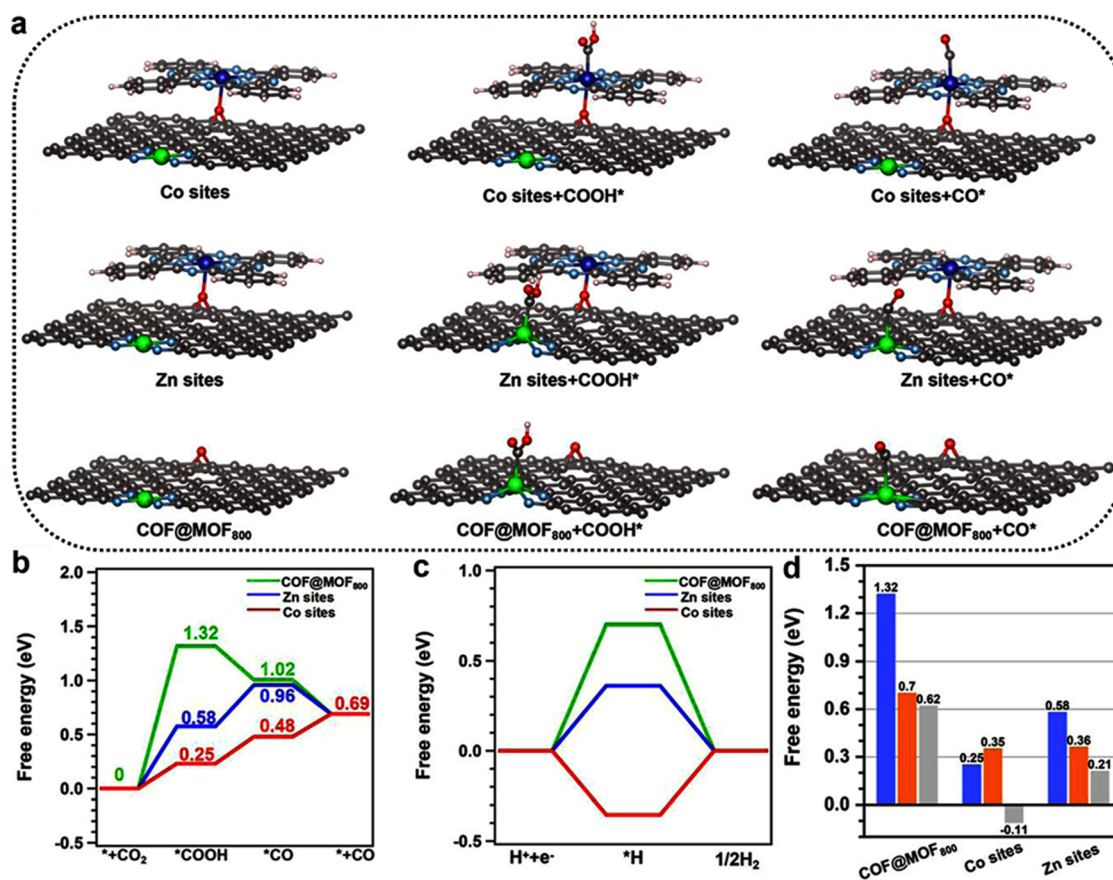 a
Co sites
Co sites+COOH*
Co sites+CO*
Zn sites
Zn sites+COOH*
Zn sites+CO*
COF@MOF800
COF@MOF800+COOH*
COF@MOF800+CO*
b
Free energy (eV)
2.0
1.5
1.0
0.5
0.0
-0.5
COF@MOF800
Zn sites
Co sites
0
1.32
1.02
0.96
0.58
0.25
0.48
0.69
*+CO2
*COOH
*CO
*+CO
c
Free energy (eV)
1.0
0.5
0.0
-0.5
COF@MOF800
Zn sites
Co sites
H++e-
*H
1/2H2
d
Free energy (eV)
1.5
1.2
0.9
0.6
0.3
0.0
1.32
0.7
0.62
0.25
0.35
-0.11
0.58
0.36
0.21
COF@MOF800
Co sites
Zn sites